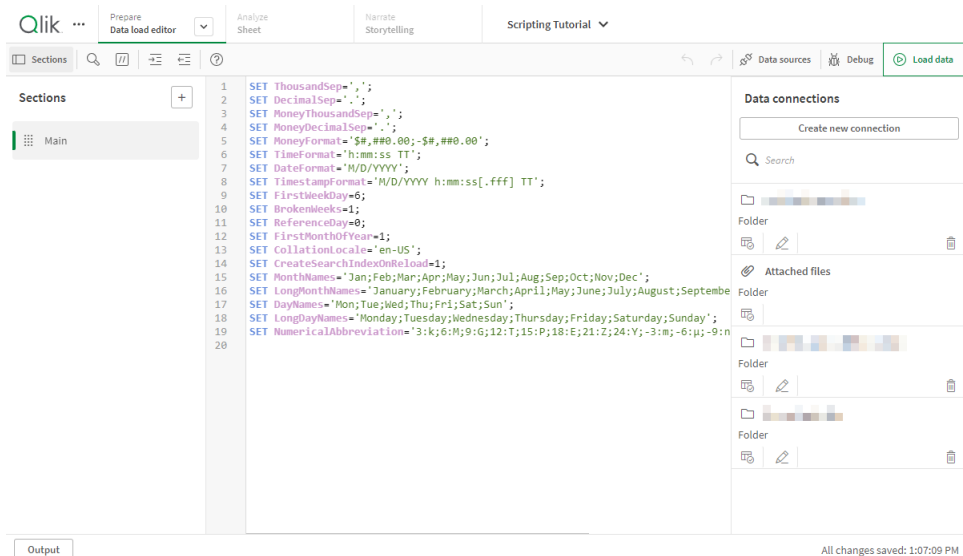 Qlik
Prepare
Data load editor
Analyze
Sheet
Narrate
Storytelling
Scripting Tutorial
Sections
Data sources
Debug
Load data
Sections
Main
1 SET ThousandSep=',';
2 SET DecimalSep='.';
3 SET MoneyThousandSep=',';
4 SET MoneyDecimalSep='.';
5 SET MoneyFormat='$#,##0.00;-$#,##0.00';
6 SET TimeFormat='h:mm:ss TT';
7 SET DateFormat='M/D/YYYY';
8 SET TimestampFormat='M/D/YYYY h:mm:ss[.fff] TT';
9 SET FirstWeekDay=6;
10 SET BrokenWeeks=1;
11 SET ReferenceDay=0;
12 SET FirstMonthOfYear=1;
13 SET CollationLocale='en-US';
14 SET CreateSearchIndexOnReload=1;
15 SET MonthNames='Jan;Feb;Mar;Apr;May;Jun;Jul;Aug;Sep;Oct;Nov;Dec';
16 SET LongMonthNames='January;February;March;April;May;June;July;August;Septembe
17 SET DayNames='Mon;Tue;Wed;Thu;Fri;Sat;Sun';
18 SET LongDayNames='Monday;Tuesday;Wednesday;Thursday;Friday;Saturday;Sunday';
19 SET NumericalAbbreviation='3:k;6:M;9:G;12:T;15:P;18:E;21:Z;24:Y;-3:m;-6:μ;-9:n
20
Data connections
Create new connection
Search
Folder
Attached files
Folder
Folder
Folder
Output
All changes saved: 1:07:09 PM